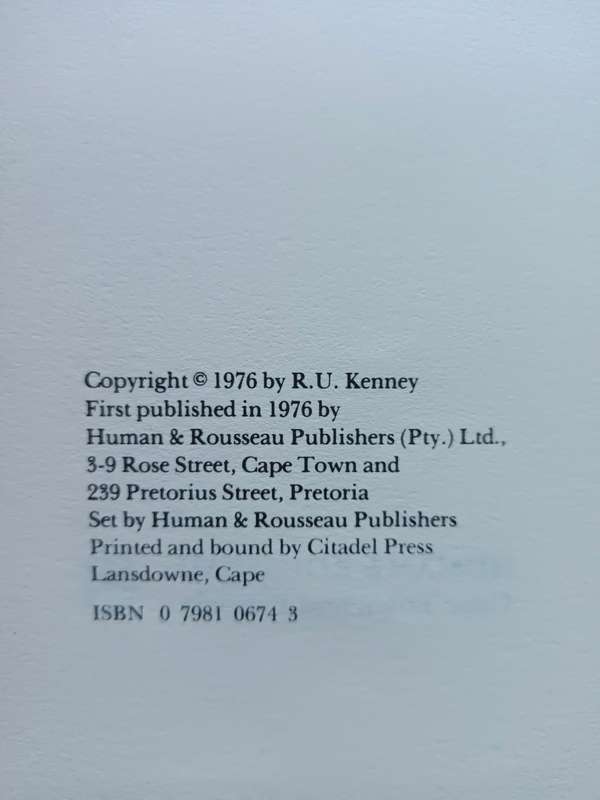 Copyright © 1976 by R.U. Kenney
First published in 1976 by
Human & Rousseau Publishers (Pty.) Ltd.,
3-9 Rose Street, Cape Town and
239 Pretorius Street, Pretoria
Set by Human & Rousseau Publishers
Printed and bound by Citadel Press
Lansdowne, Cape
ISBN 0 7981 0674 3